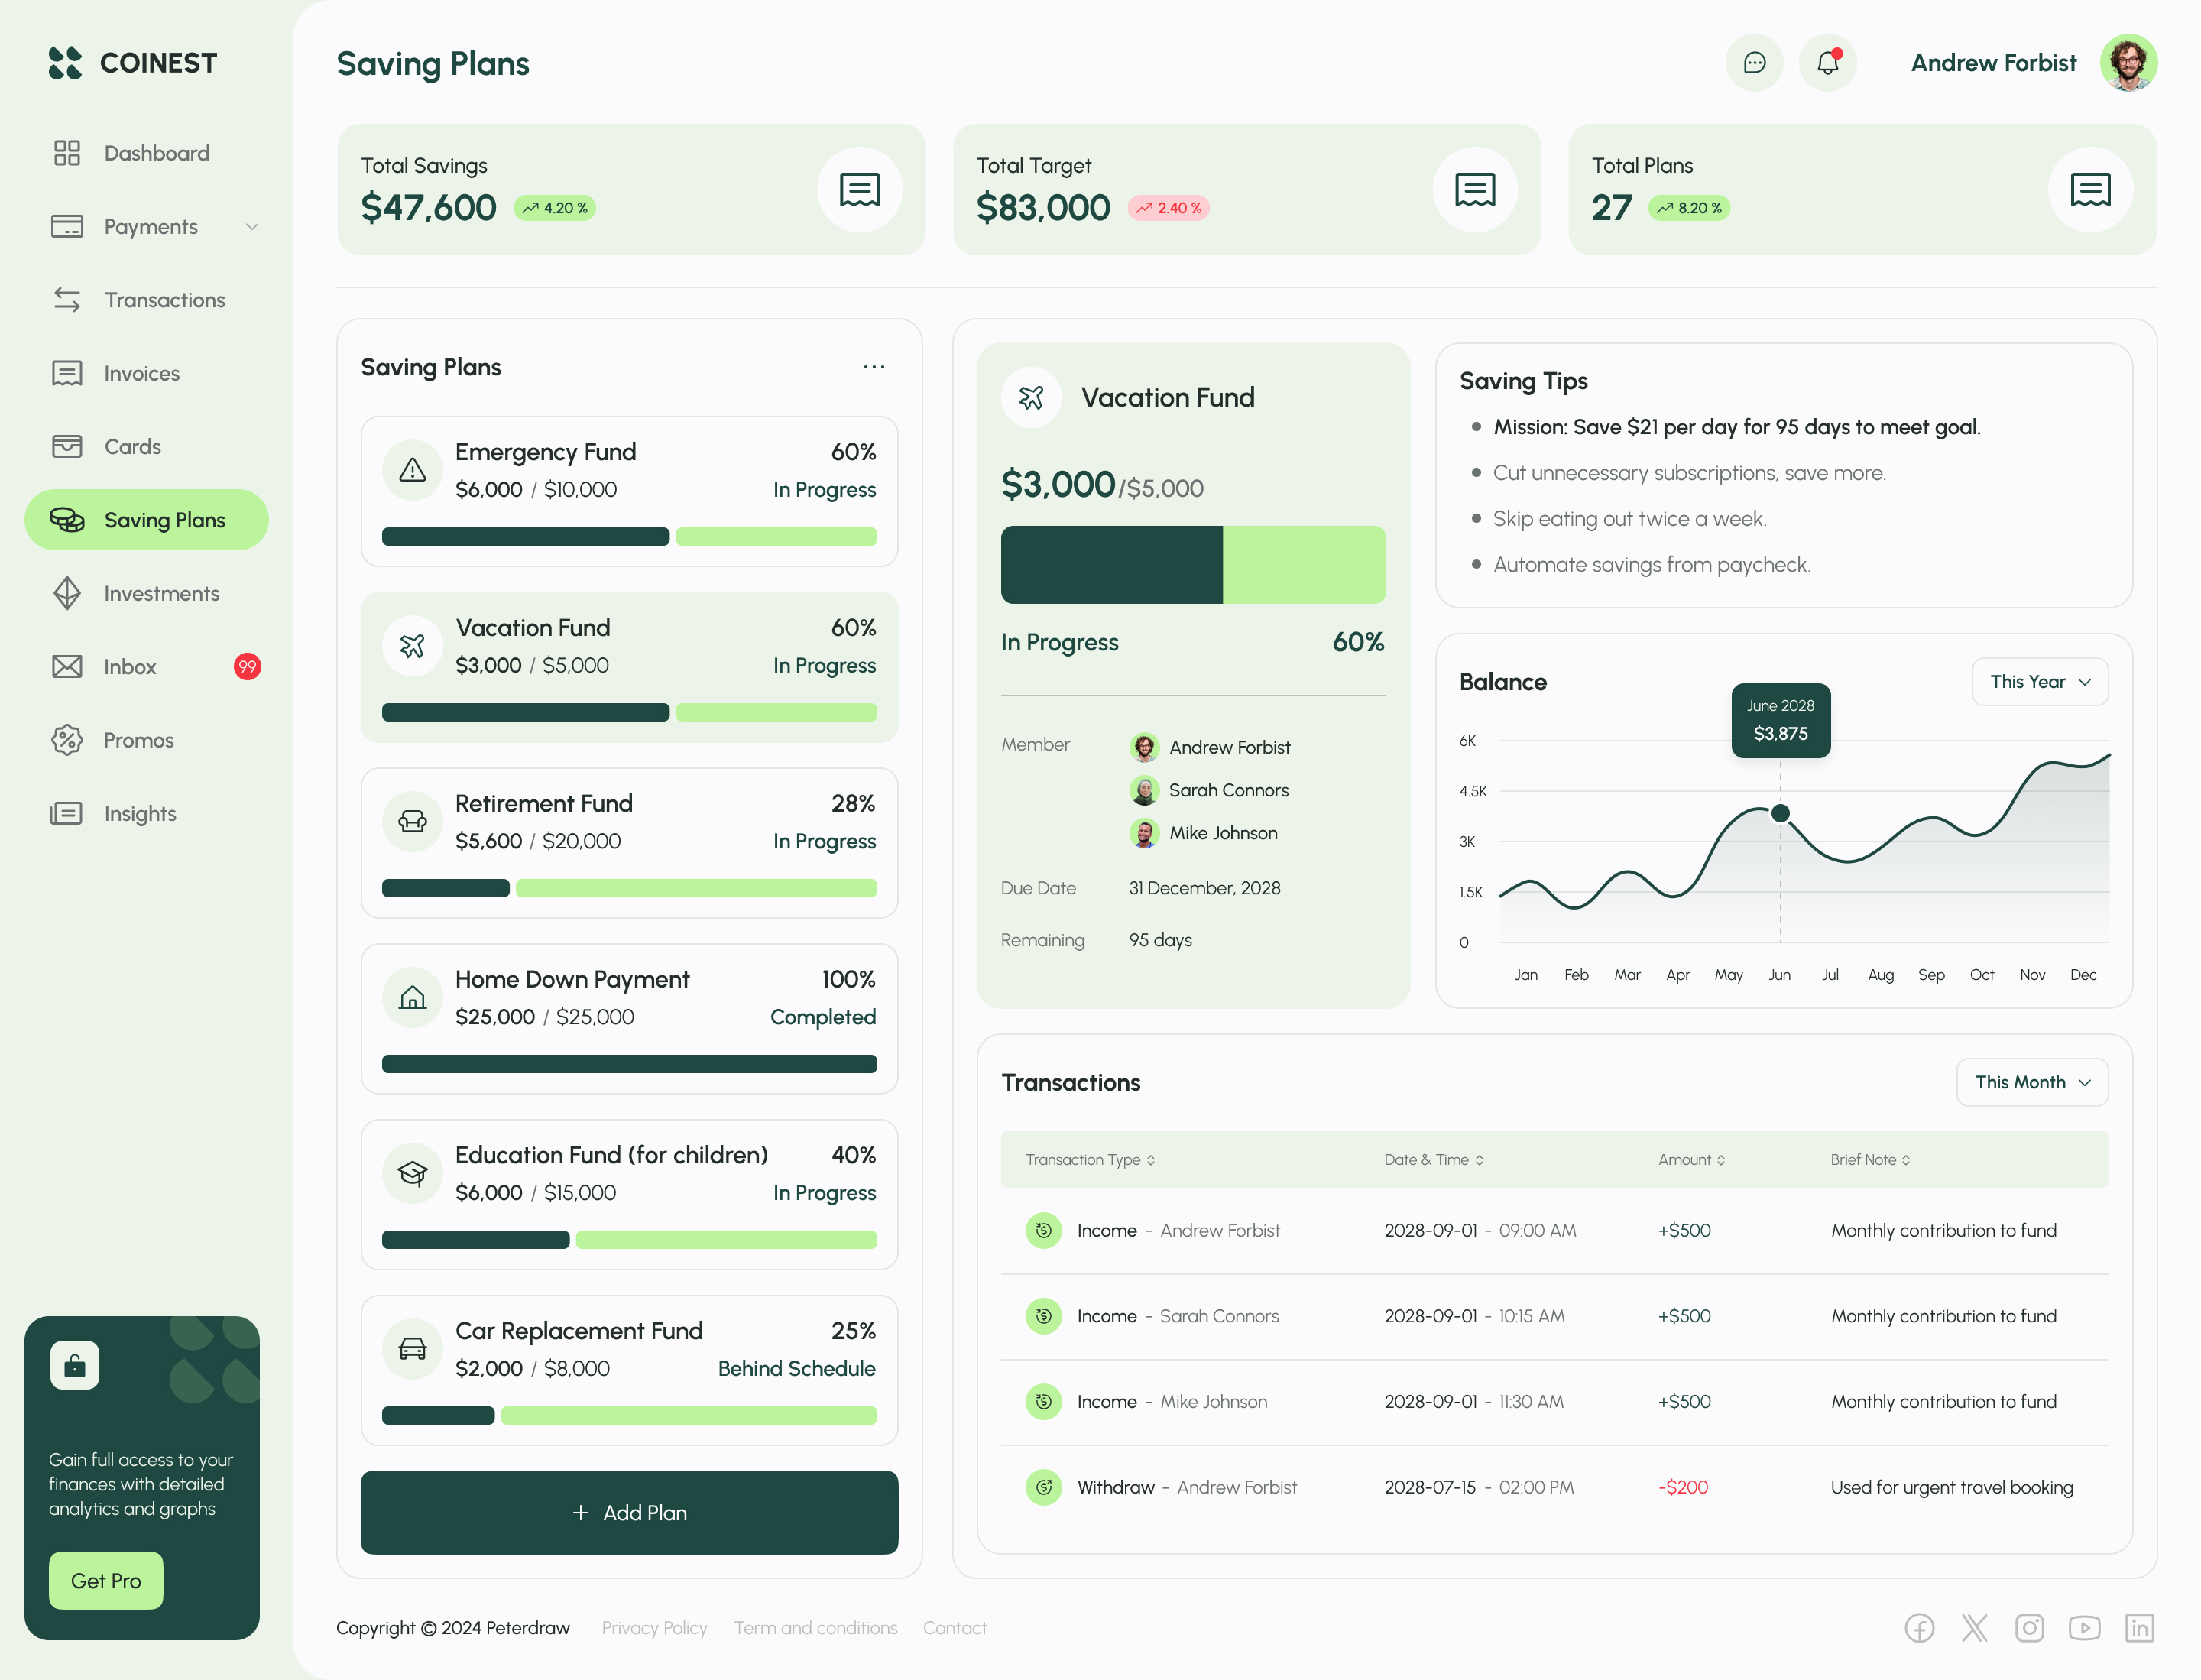 COINEST
Dashboard
Payments
Transactions
Invoices
Cards
Saving Plans
Investments
Inbox 99
Promos
Insights
Gain full access to your
finances with detailed
analytics and graphs
Get Pro
Saving Plans
Andrew Forbist
Total Savings
$47,600 4.20 %
Total Target
$83,000 2.40 %
Total Plans
27 8.20 %
Saving Plans
Emergency Fund 60%
$6,000 / $10,000 In Progress
Vacation Fund 60%
$3,000 / $5,000 In Progress
Retirement Fund 28%
$5,600 / $20,000 In Progress
Home Down Payment 100%
$25,000 / $25,000 Completed
Education Fund (for children) 40%
$6,000 / $15,000 In Progress
Car Replacement Fund 25%
$2,000 / $8,000 Behind Schedule
+ Add Plan
Vacation Fund
$3,000/$5,000
In Progress 60%
Member Andrew Forbist
Sarah Connors
Mike Johnson
Due Date 31 December, 2028
Remaining 95 days
Saving Tips
Mission: Save $21 per day for 95 days to meet goal.
Cut unnecessary subscriptions, save more.
Skip eating out twice a week.
Automate savings from paycheck.
Balance This Year
June 2028
$3,875
6K
4.5K
3K
1.5K
0
Jan Feb Mar Apr May Jun Jul Aug Sep Oct Nov Dec
Transactions This Month
Transaction Type Date & Time Amount Brief Note
Income - Andrew Forbist 2028-09-01 - 09:00 AM +$500 Monthly contribution to fund
Income - Sarah Connors 2028-09-01 - 10:15 AM +$500 Monthly contribution to fund
Income - Mike Johnson 2028-09-01 - 11:30 AM +$500 Monthly contribution to fund
Withdraw - Andrew Forbist 2028-07-15 - 02:00 PM -$200 Used for urgent travel booking
Copyright © 2024 Peterdraw Privacy Policy Term and conditions Contact